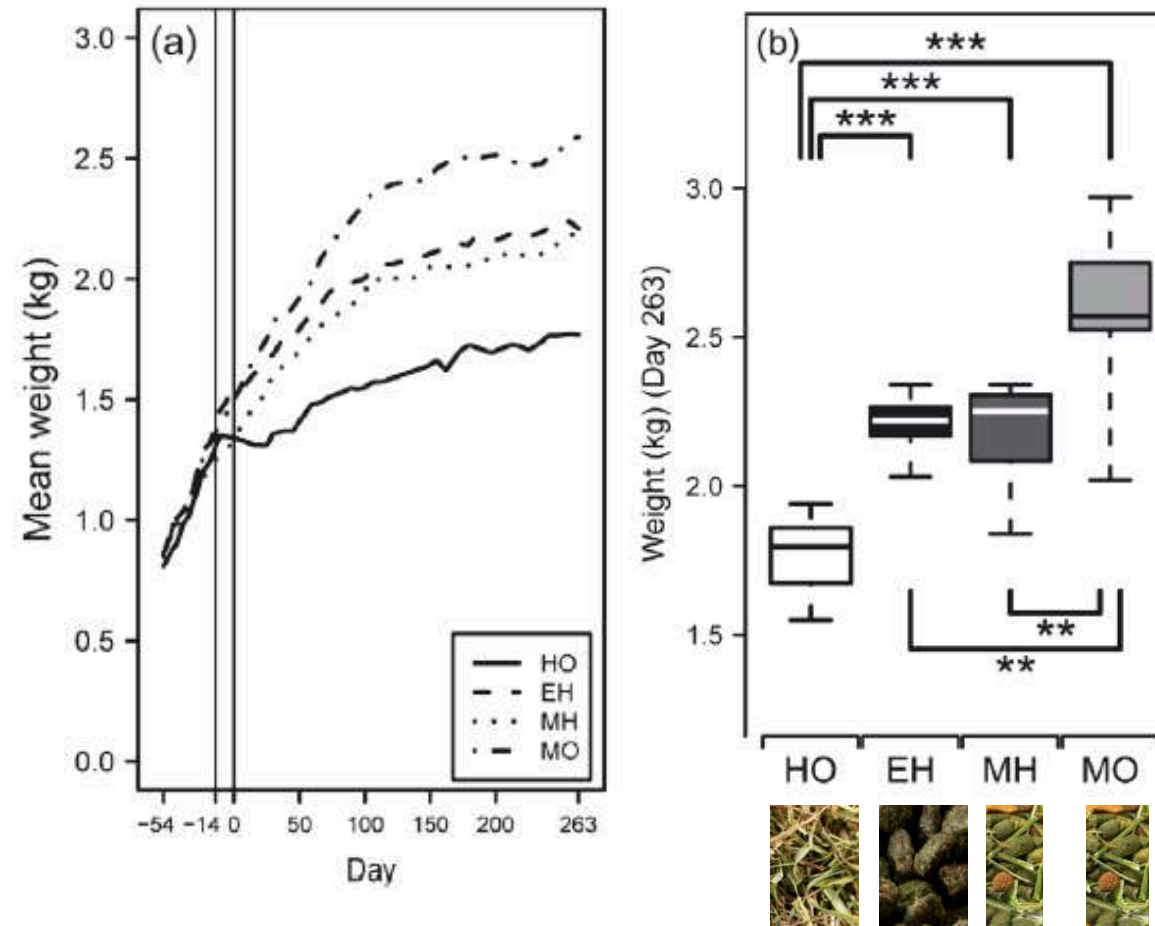 (a)
Mean weight (kg)
3.0
2.5
2.0
1.5
1.0
0.5
0.0
HO
EH
MH
MO
−54 −14 0 50 100 150 200 263
Day
(b)
***
***
***
Weight (kg) (Day 263)
3.0
2.5
2.0
1.5
**
**
HO EH MH MO